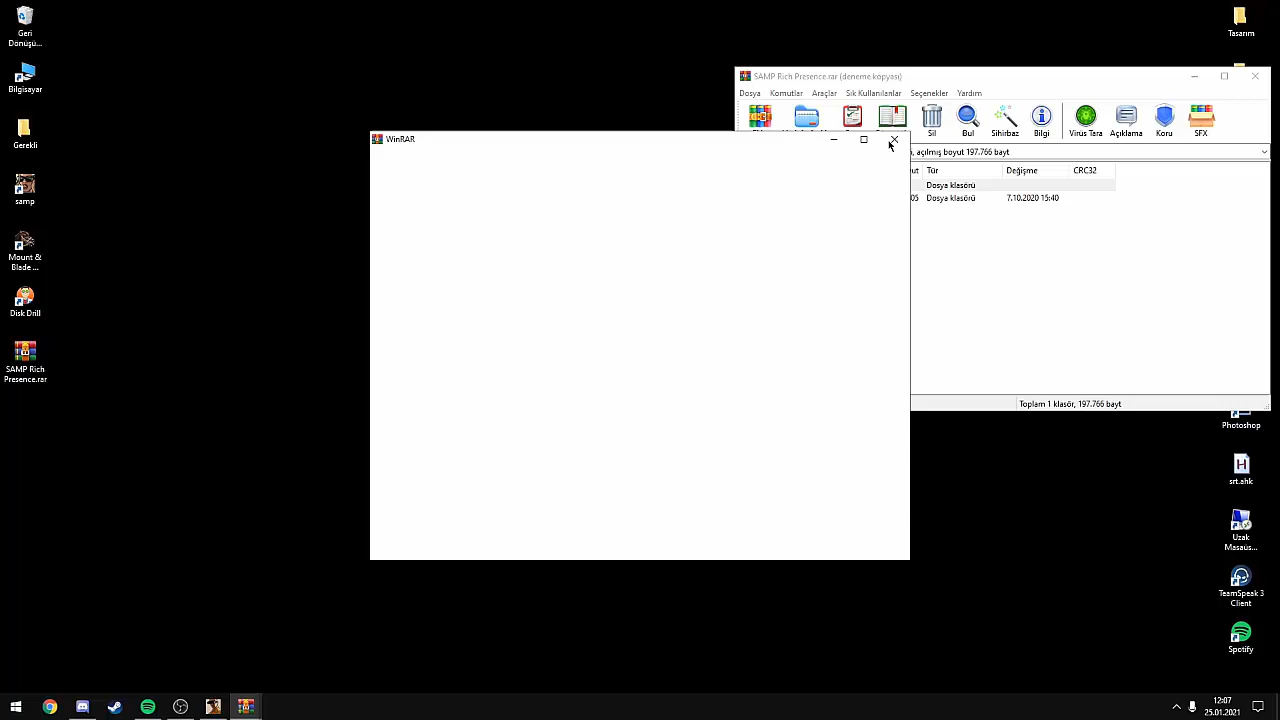 Geri
Dönüşü...
Bilgisayar
Gerekli
samp
Mount &
Blade ...
Disk Drill
SAMP Rich
Presence.rar
Tasarım
SAMP Rich Presence.rar (deneme kopyası)
Dosya Komutlar Araçlar Sık Kullanılanlar Seçenekler Yardım
Sil Bul Sihirbaz Bilgi Virüs Tara Açıklama Koru SFX
WinRAR
, açılmış boyut 197.766 bayt
ut Tür Değişme CRC32
Dosya klasörü
05 Dosya klasörü 7.10.2020 15:40
Toplam 1 klasör, 197.766 bayt
Photoshop
srt.ahk
Uzak
Masaüs...
TeamSpeak 3
Client
Spotify
12:07
25.01.2021